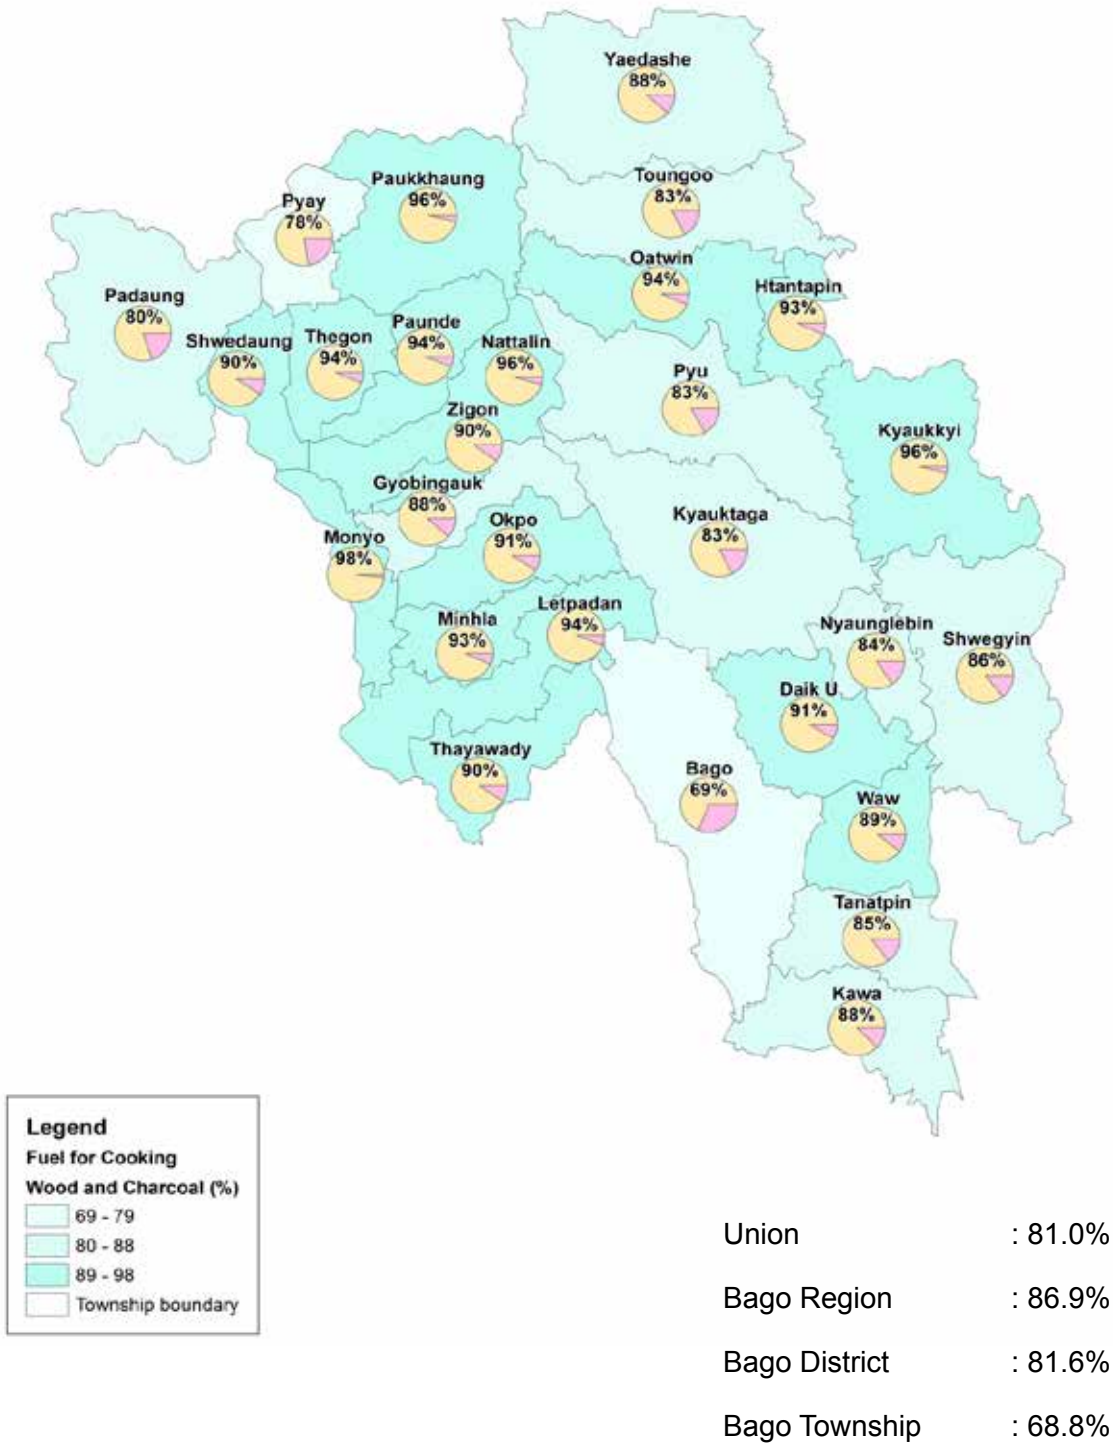 Yaedashe
88%
Toungoo
83%
Paukkhaung
96%
Pyay
78%
Oatwin
94%
Htantapin
93%
Padaung
80%
Shwedaung
90%
Thegon
94%
Paunde
94%
Nattalin
96%
Pyu
83%
Zigon
90%
Kyaukkyi
96%
Gyobingauk
88%
Okpo
91%
Kyauktaga
83%
Monyo
98%
Letpadan
94%
Minhla
93%
Nyaunglebin
84%
Shwegyin
86%
Daik U
91%
Thayawady
90%
Bago
69%
Waw
89%
Tanatpin
85%
Kawa
88%
Legend
Fuel for Cooking
Wood and Charcoal (%)
69 - 79
80 - 88
89 - 98
Township boundary
Union : 81.0%
Bago Region : 86.9%
Bago District : 81.6%
Bago Township : 68.8%